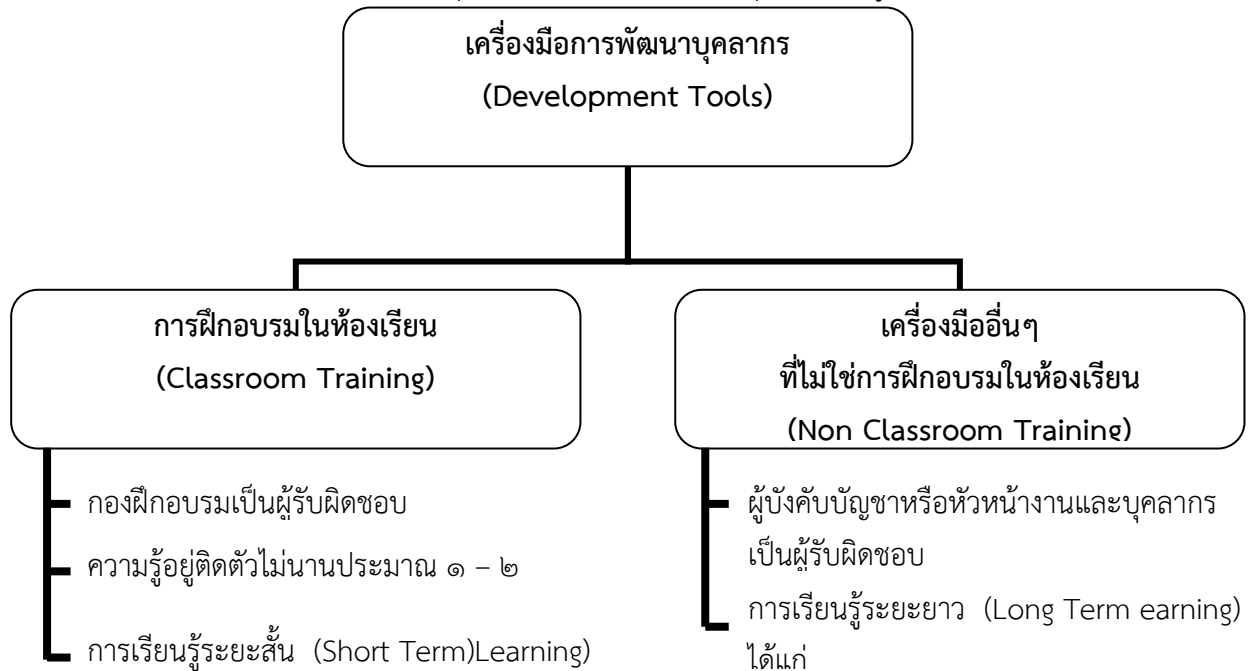 เครื่องมือการพัฒนาบุคลากร
(Development Tools)
การฝึกอบรมในห้องเรียน
(Classroom Training)
กองฝึกอบรมเป็นผู้รับผิดชอบ
ความรู้อยู่ติดตัวไม่นานประมาณ ๑ – ๒
การเรียนรู้ระยะสั้น (Short Term)Learning)
เครื่องมืออื่นๆ
ที่ไม่ใช่การฝึกอบรมในห้องเรียน
(Non Classroom Training)
ผู้บังคับบัญชาหรือหัวหน้างานและบุคลากร
เป็นผู้รับผิดชอบ
การเรียนรู้ระยะยาว (Long Term earning)
ได้แก่